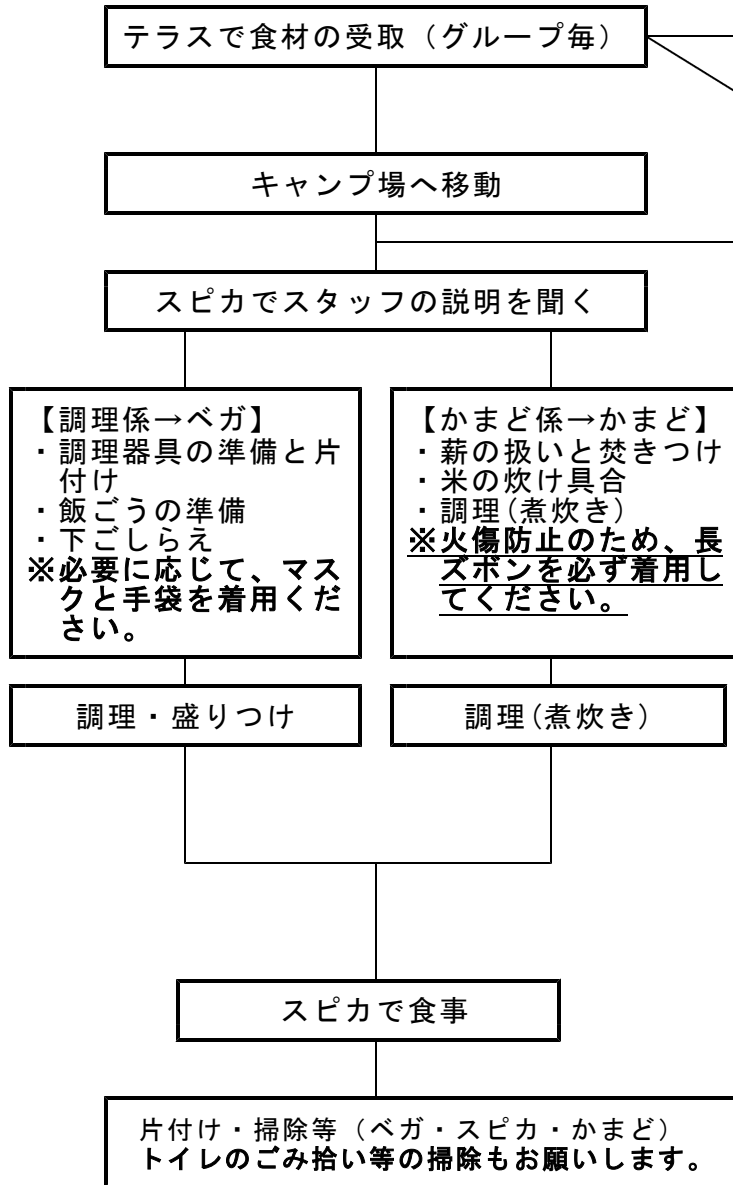 テラスで食材の受取（グループ毎）
キャンプ場へ移動
スピカでスタッフの説明を聞く
【調理係→ベガ】
・調理器具の準備と片
付け
・飯ごうの準備
・下ごしらえ
※必要に応じて、マス
クと手袋を着用くだ
さい。
【かまど係→かまど】
・薪の扱いと焚きつけ
・米の炊け具合
・調理(煮炊き)
※火傷防止のため、長
ズボンを必ず着用し
てください。
調理・盛りつけ
調理(煮炊き)
スピカで食事
片付け・掃除等（ベガ・スピカ・かまど）
トイレのごみ拾い等の掃除もお願いします。